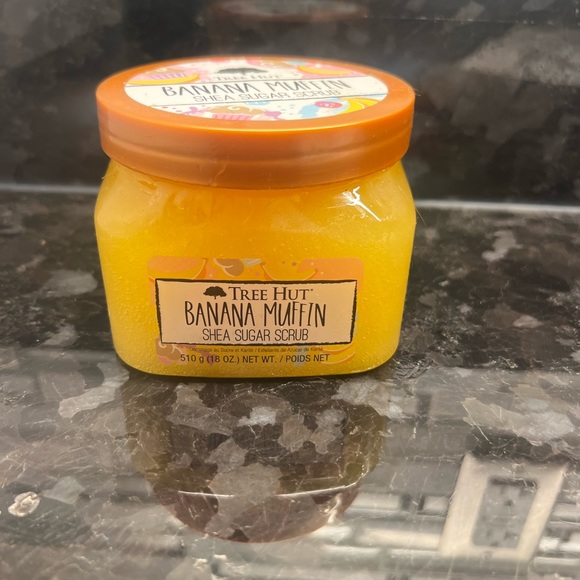 TREE HUT
BANANA MUFFIN
SHEA SUGAR SCRUB
TREE HUT
BANANA MUFFIN
SHEA SUGAR SCRUB
510 g (18 OZ.) NET WT. / POIDS NET